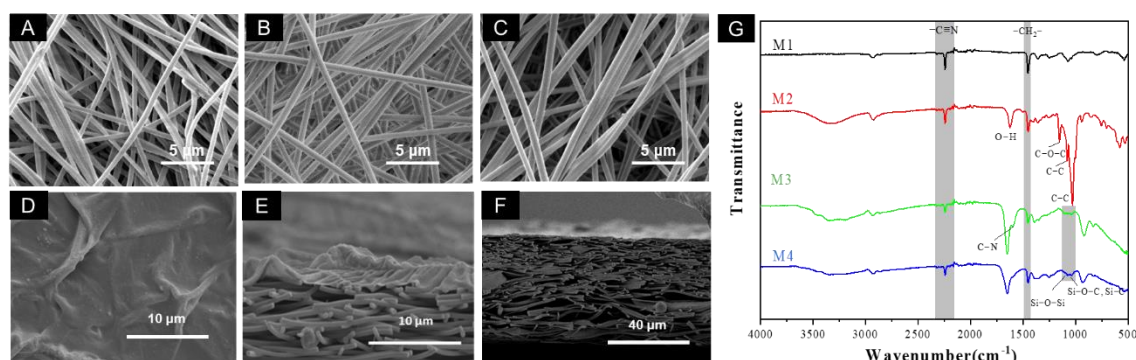 A
5 μm
B
5 μm
C
5 μm
D
10 μm
E
10 μm
F
40 μm
G
−C≡N
−CH₂−
M1
M2
O−H
C−O−C
C−C
C−C
M3
C−N
M4
Si−O−Si
Si−O−C, Si−C
Transmittance
4000 3500 3000 2500 2000 1500 1000 500
Wavenumber(cm⁻¹)